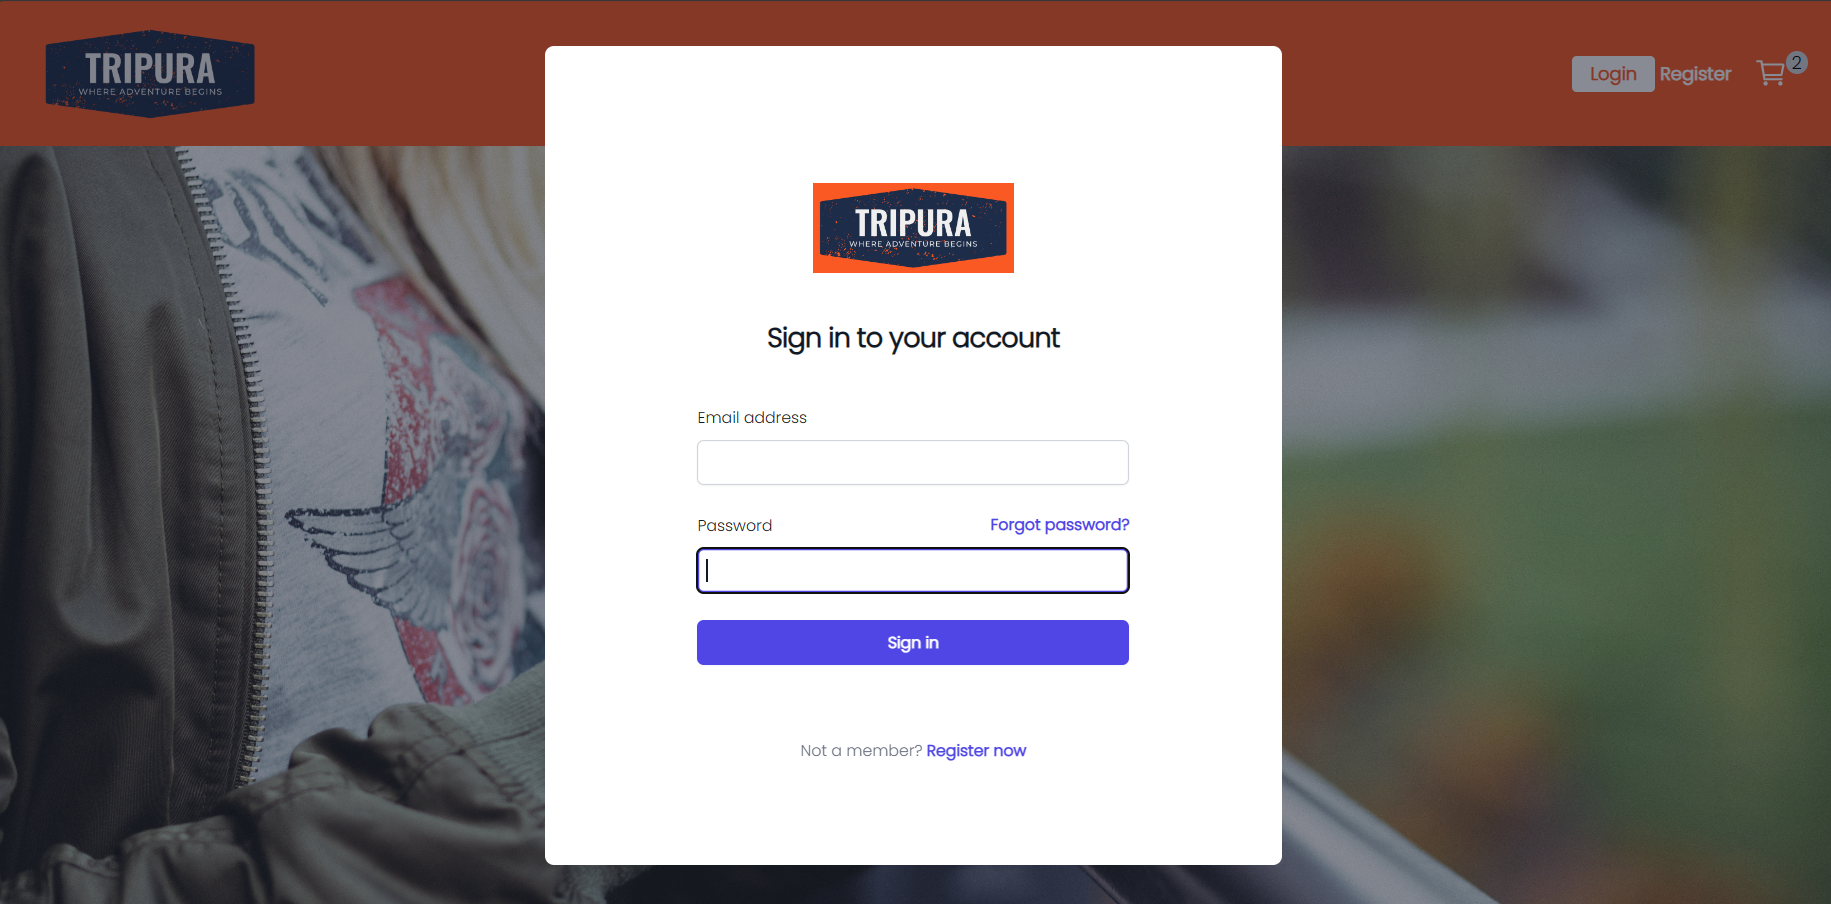 TRIPURA
WHERE ADVENTURE BEGINS
Login Register 2
TRIPURA
WHERE ADVENTURE BEGINS
Sign in to your account
Email address
Password Forgot password?
Sign in
Not a member? Register now